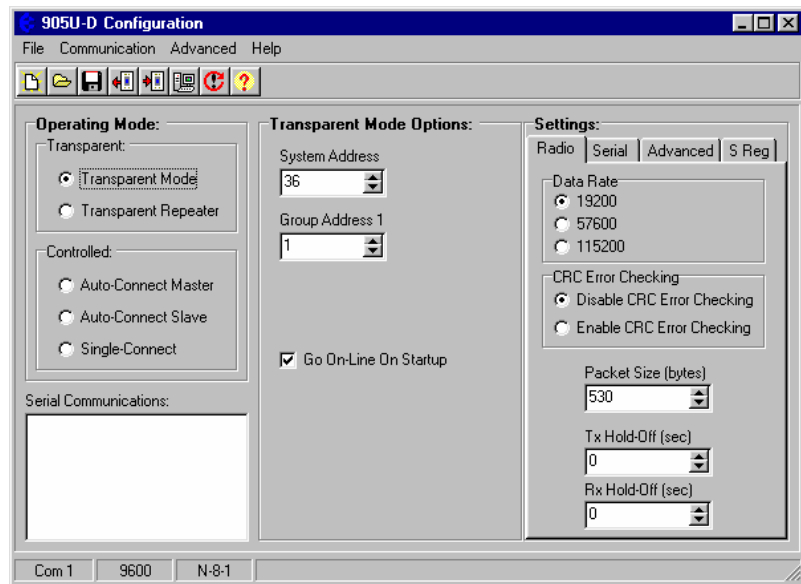 905U-D Configuration
File Communication Advanced Help
?
Operating Mode:
Transparent:
Transparent Mode
Transparent Repeater
Controlled:
Auto-Connect Master
Auto-Connect Slave
Single-Connect
Serial Communications:
Transparent Mode Options:
System Address
36
Group Address 1
1
Go On-Line On Startup
Settings:
Radio Serial Advanced S Reg
Data Rate
19200
57600
115200
CRC Error Checking
Disable CRC Error Checking
Enable CRC Error Checking
Packet Size (bytes)
530
Tx Hold-Off (sec)
0
Rx Hold-Off (sec)
0
Com 1 9600 N-8-1